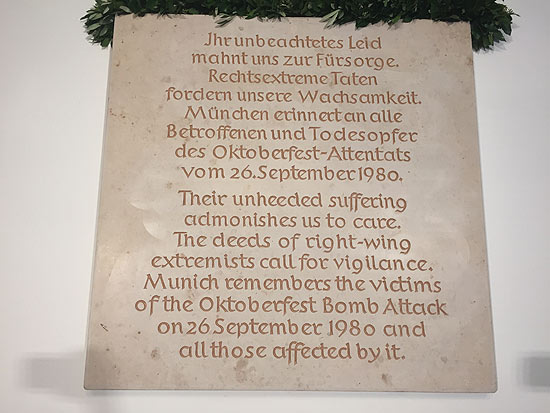 Ihr unbeachtetes Leid
mahnt uns zur Fürsorge.
Rechtsextreme Taten
fordern unsere Wachsamkeit.
München erinnert an alle
Betroffenen und Todesopfer
des Oktoberfest-Attentats
vom 26. September 1980.
Their unheeded suffering
admonishes us to care.
The deeds of right-wing
extremists call for vigilance.
Munich remembers the victims
of the Oktoberfest Bomb Attack
on 26 September 1980 and
all those affected by it.